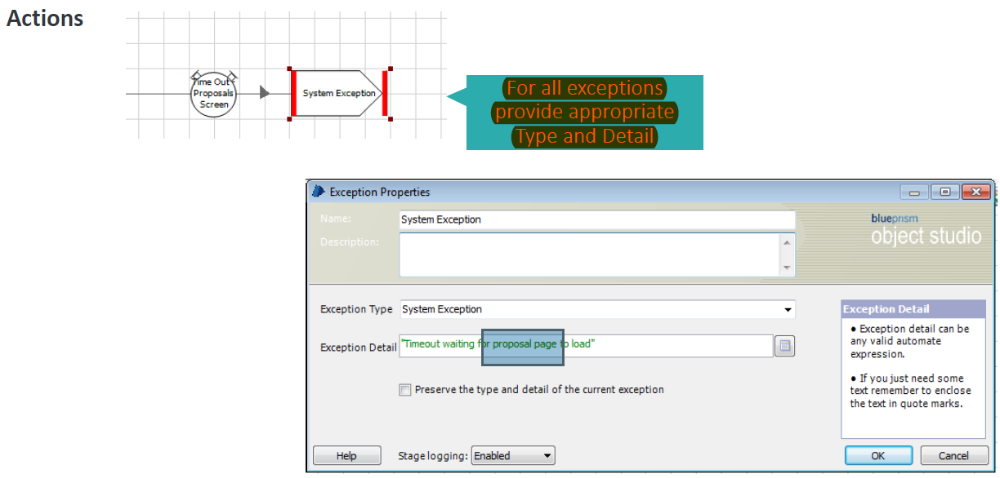 Actions
Time Out -
Proposals
Screen
System Exception
For all exceptions
provide appropriate
Type and Detail
Exception Properties
Name:
System Exception
blueprism
object studio
Description:
Exception Type
System Exception
Exception Detail
"Timeout waiting for proposal page to load"
Preserve the type and detail of the current exception
Exception Detail
• Exception detail can be
any valid automate
expression.
• If you just need some
text remember to enclose
the text in quote marks.
Help
Stage logging:
Enabled
OK
Cancel